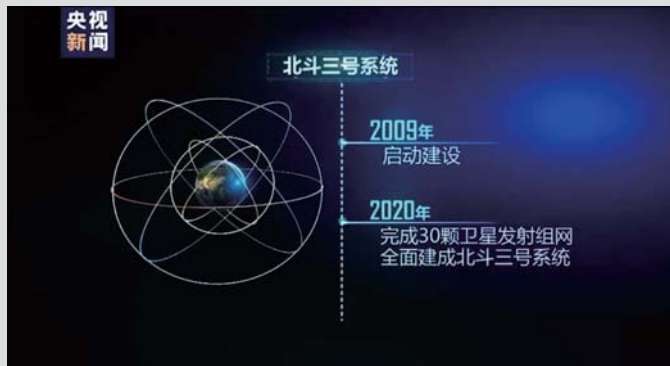 央视
新闻
北斗三号系统
2009年
启动建设
2020年
完成30颗卫星发射组网
全面建成北斗三号系统